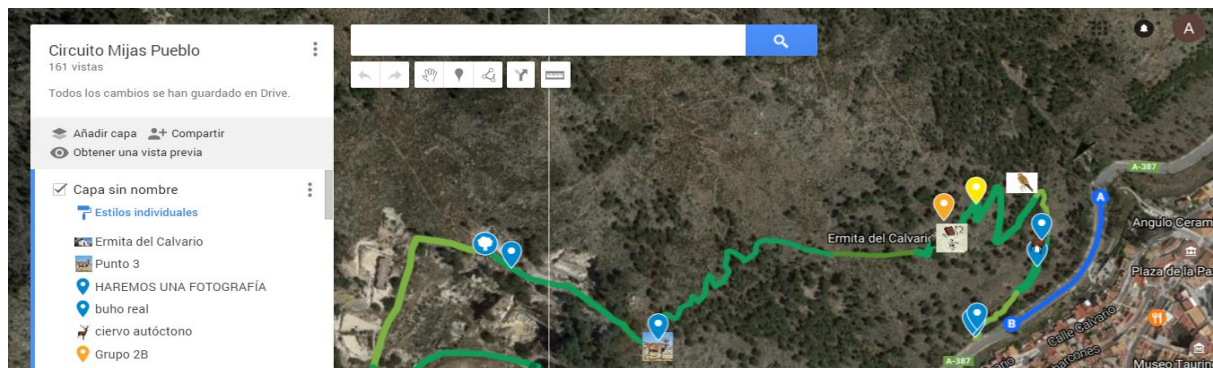 Circuito Mijas Pueblo
161 vistas
Todos los cambios se han guardado en Drive.
Añadir capa Compartir
Obtener una vista previa
Capa sin nombre
Estilos individuales
Ermita del Calvario
Punto 3
HAREMOS UNA FOTOGRAFÍA
buho real
ciervo autóctono
Grupo 2B
A
A-387
A
Angulo Ceram
Ermita del Calvario
Plaza de la Pa
B
Calle Calvario
A-387
Museo Taurin